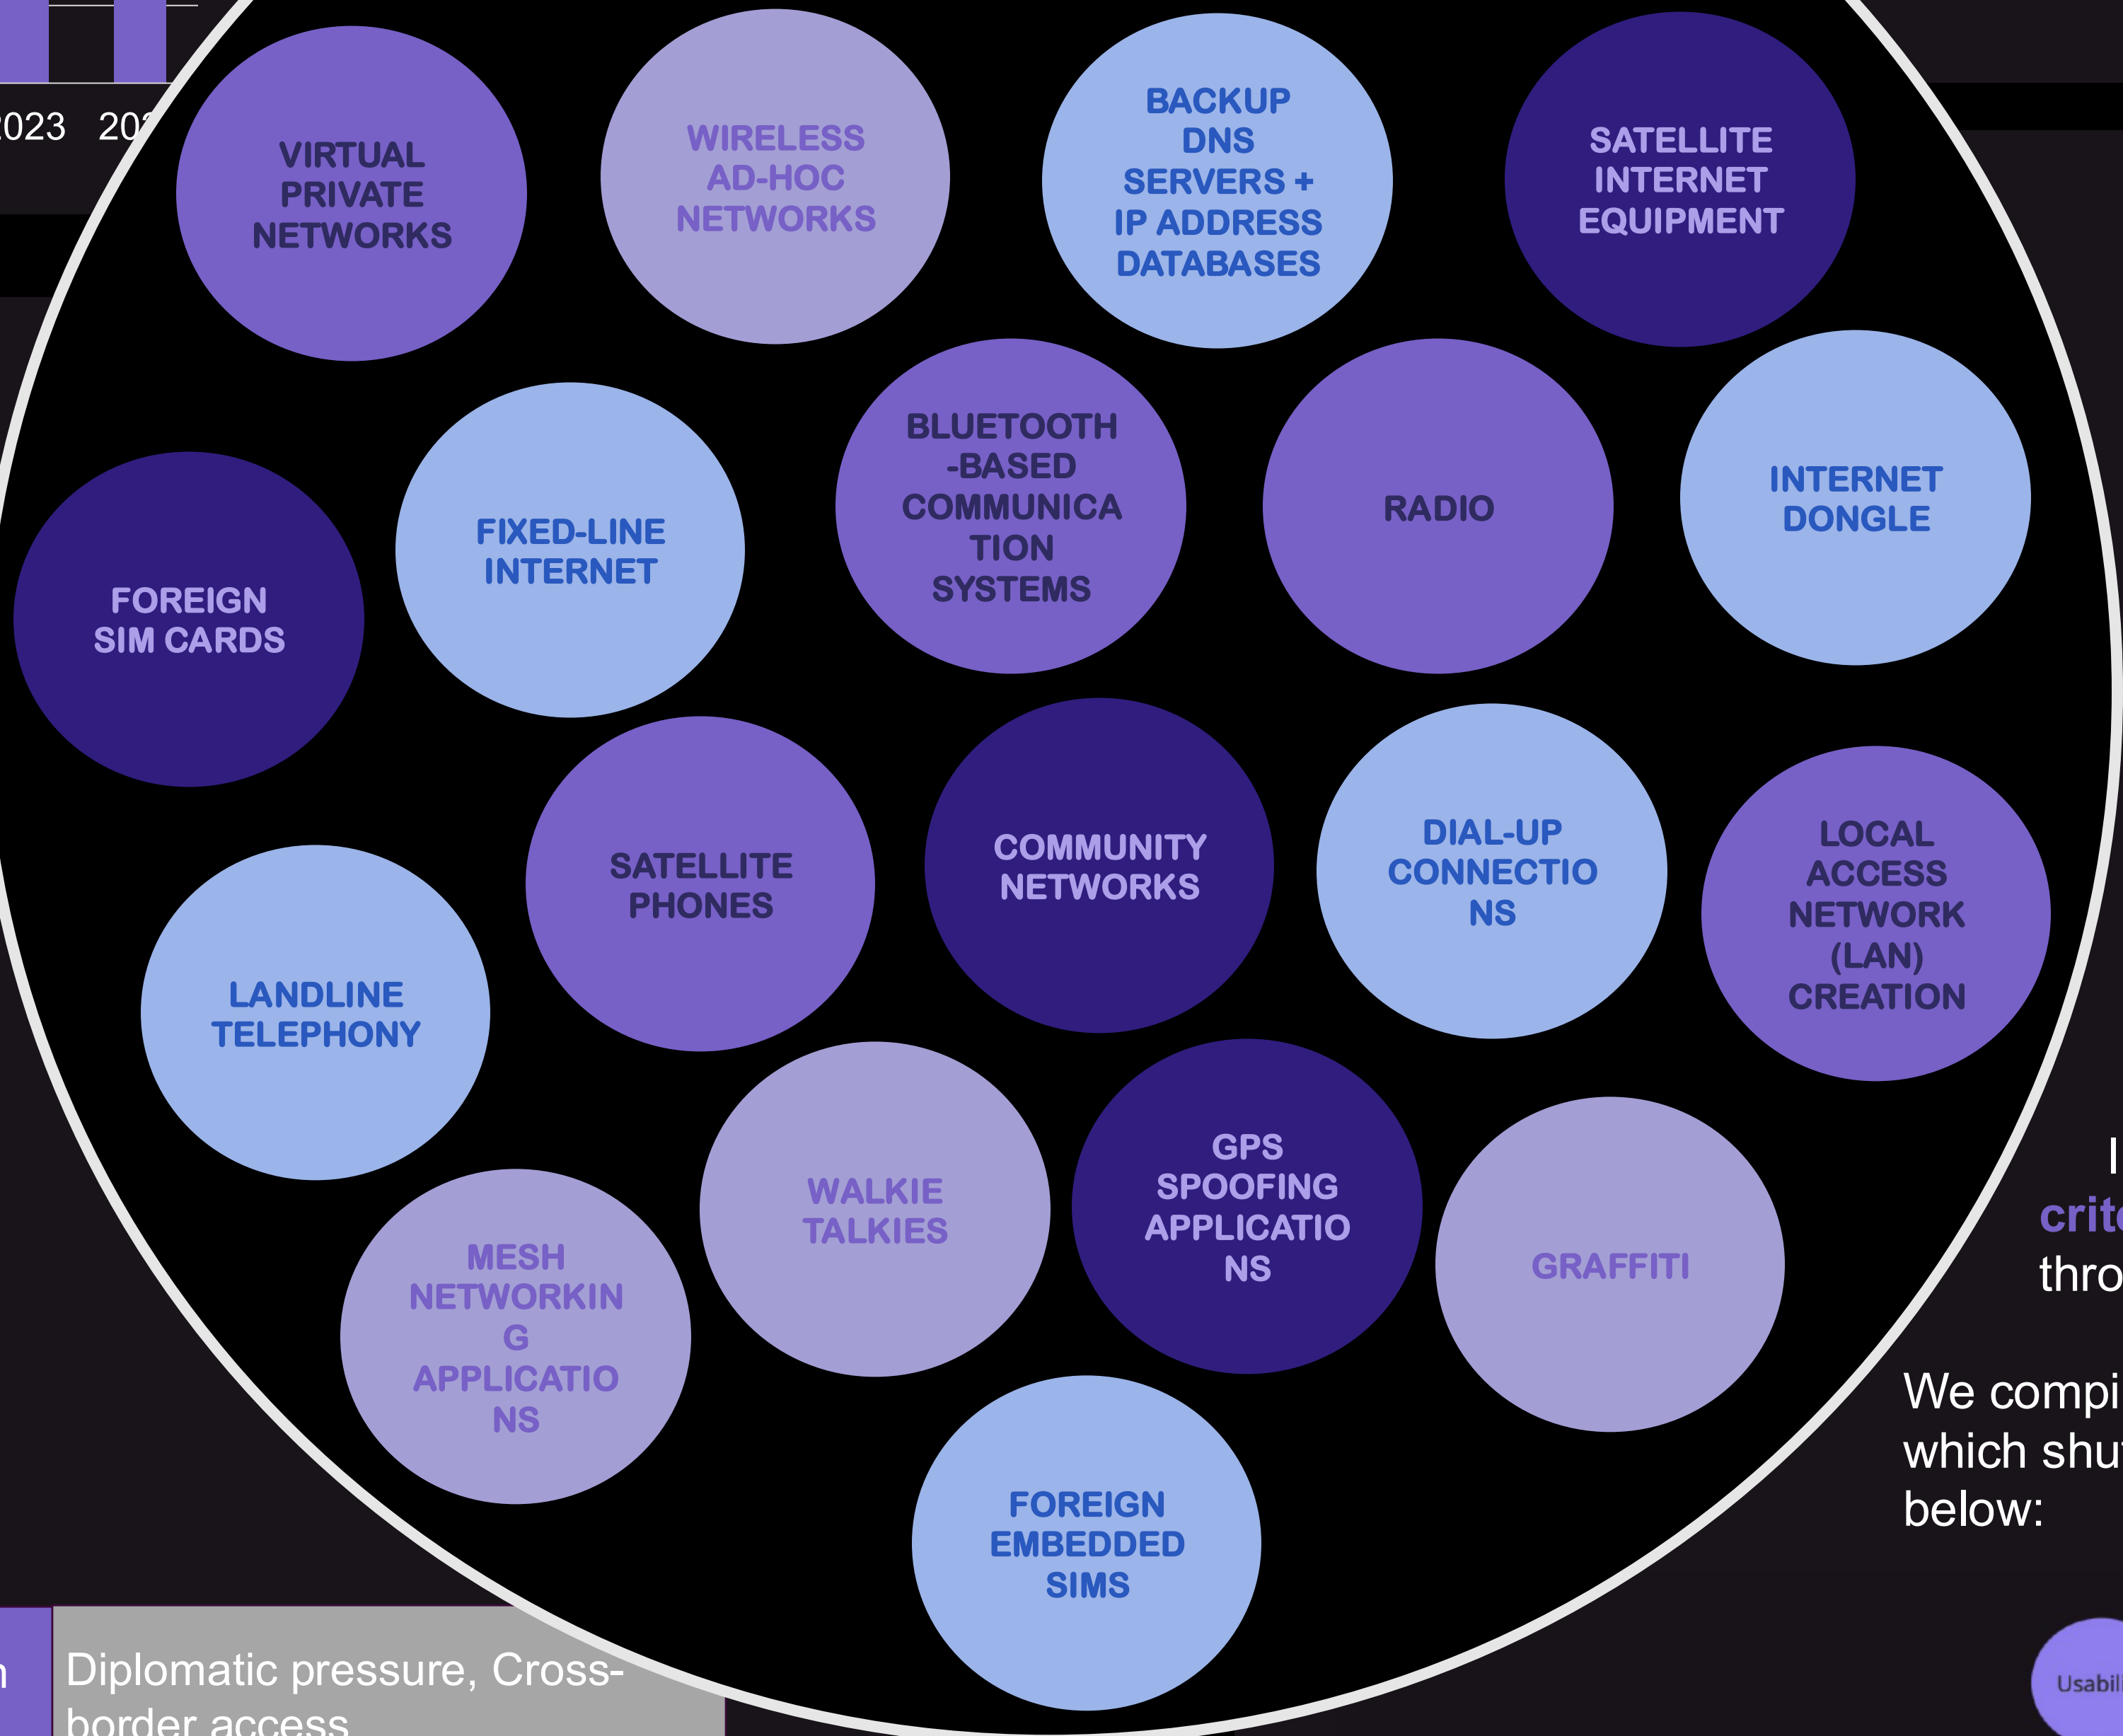 2023
VIRTUAL
PRIVATE
NETWORKS
WIRELESS
AD-HOC
NETWORKS
BACKUP
DNS
SERVERS +
IP ADDRESS
DATABASES
SATELLITE
INTERNET
EQUIPMENT
FOREIGN
SIM CARDS
FIXED-LINE
INTERNET
BLUETOOTH
-BASED
COMMUNICA
TION
SYSTEMS
RADIO
INTERNET
DONGLE
LANDLINE
TELEPHONY
SATELLITE
PHONES
COMMUNITY
NETWORKS
DIAL-UP
CONNECTIO
NS
LOCAL
ACCESS
NETWORK
(LAN)
CREATION
MESH
NETWORKIN
G
APPLICATIO
NS
WALKIE
TALKIES
GPS
SPOOFING
APPLICATIO
NS
GRAFFITI
FOREIGN
EMBEDDED
SIMS
We
which
below:
Diplomatic pressure, Cross-
border access